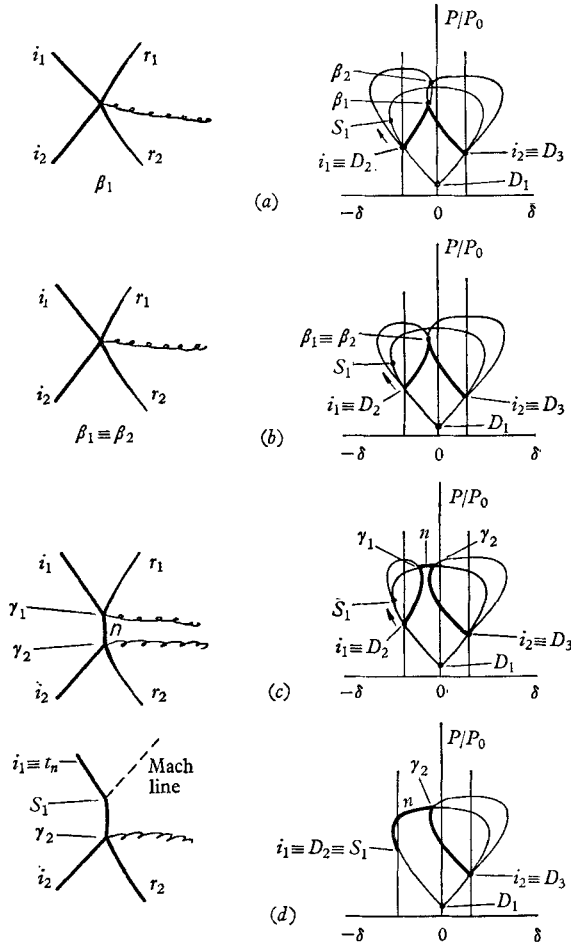 i₁
r₁
i₂
r₂
β₁
P/P₀
β₂
β₁
S₁
i₁ ≡ D₂
i₂ ≡ D₃
D₁
−δ
0
δ
(a)
i₁
r₁
i₂
r₂
β₁ ≡ β₂
P/P₀
β₁ ≡ β₂
S₁
i₁ ≡ D₂
i₂ ≡ D₃
D₁
−δ
0
δ
(b)
i₁
r₁
γ₁
n
γ₂
i₂
r₂
P/P₀
γ₁
n
γ₂
S₁
i₁ ≡ D₂
i₂ ≡ D₃
D₁
−δ
0
δ
(c)
i₁ ≡ tₙ
Mach
line
S₁
γ₂
i₂
r₂
P/P₀
γ₂
n
i₁ ≡ D₂ ≡ S₁
i₂ ≡ D₃
D₁
−δ
0
δ
(d)